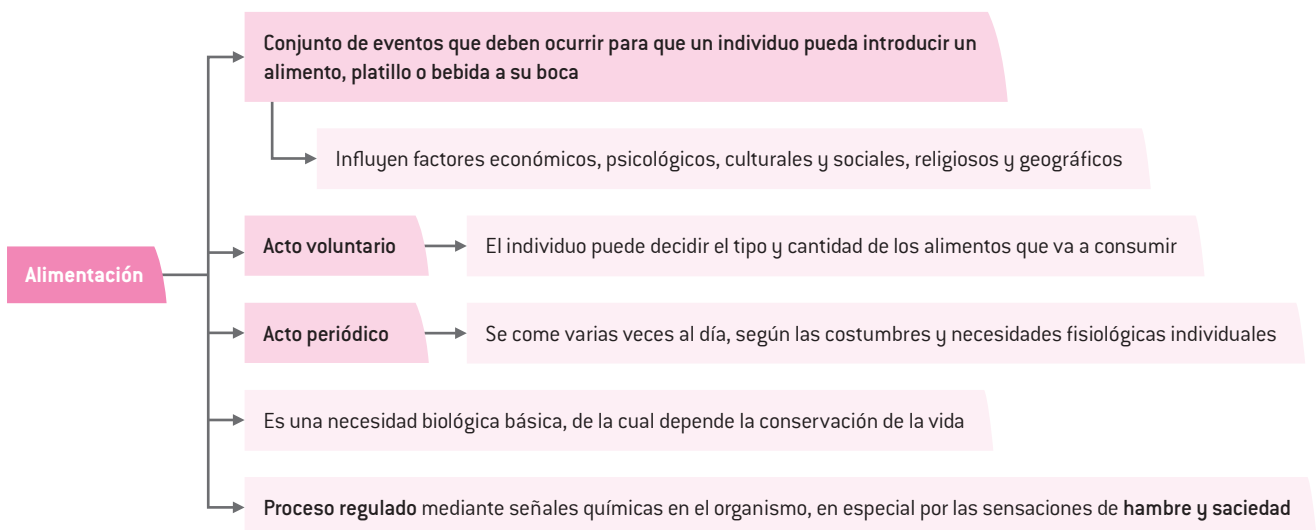 Conjunto de eventos que deben ocurrir para que un individuo pueda introducir un
alimento, platillo o bebida a su boca
Influyen factores económicos, psicológicos, culturales y sociales, religiosos y geográficos
Alimentación
Acto voluntario
El individuo puede decidir el tipo y cantidad de los alimentos que va a consumir
Acto periódico
Se come varias veces al día, según las costumbres y necesidades fisiológicas individuales
Es una necesidad biológica básica, de la cual depende la conservación de la vida
Proceso regulado mediante señales químicas en el organismo, en especial por las sensaciones de hambre y saciedad